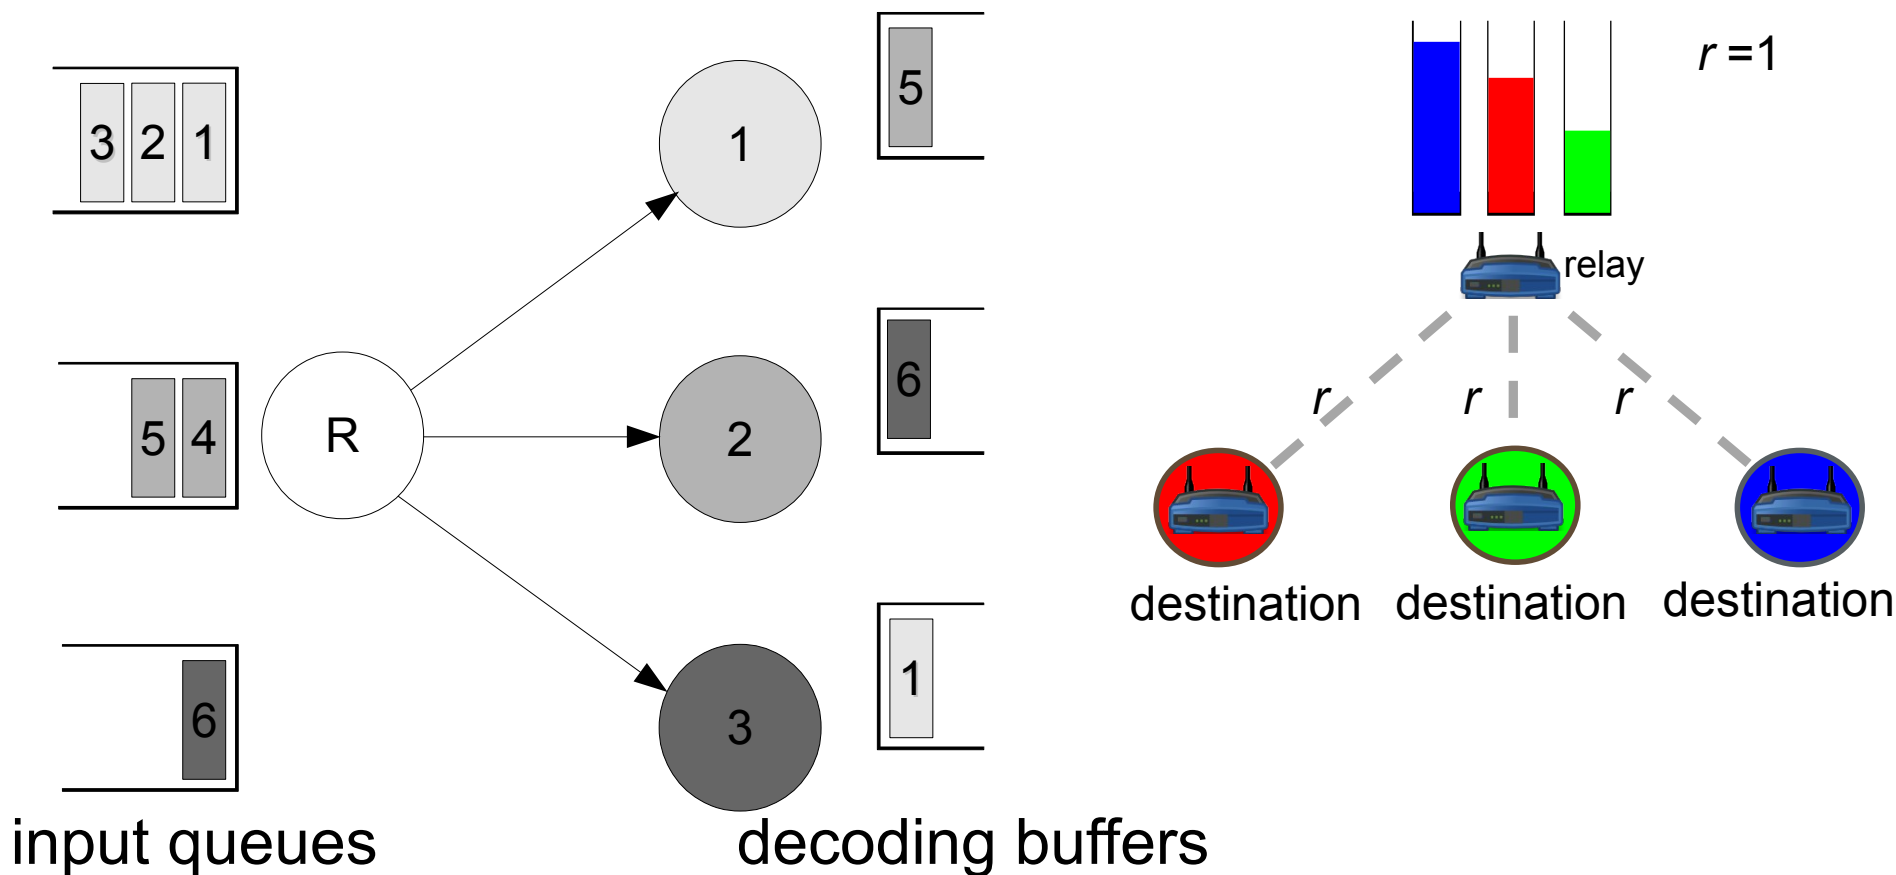 3 2 1
5 4
6
R
1
2
3
5
6
1
input queues
decoding buffers
r =1
relay
r
r
r
destination
destination
destination